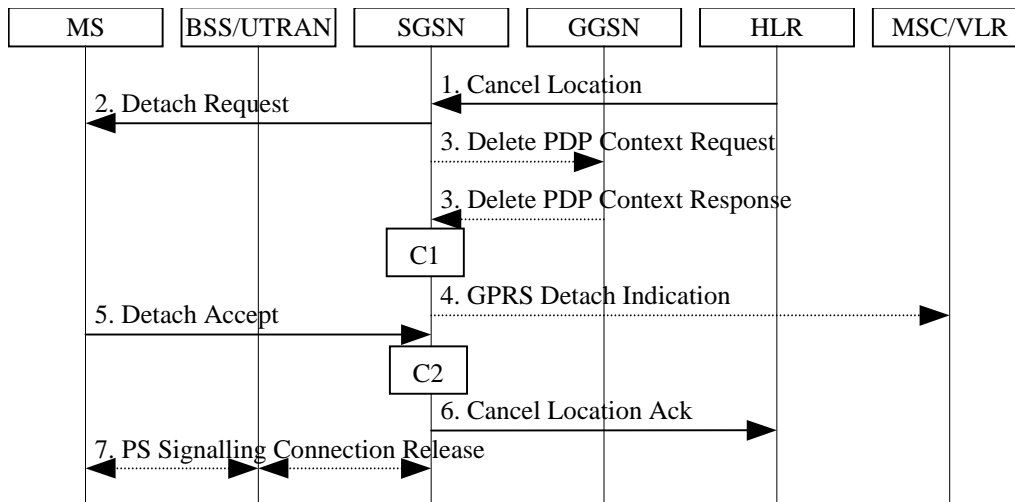 MS BSS/UTRAN SGSN GGSN HLR MSC/VLR
1. Cancel Location
2. Detach Request
3. Delete PDP Context Request
3. Delete PDP Context Response
C1
4. GPRS Detach Indication
5. Detach Accept
C2
6. Cancel Location Ack
7. PS Signalling Connection Release